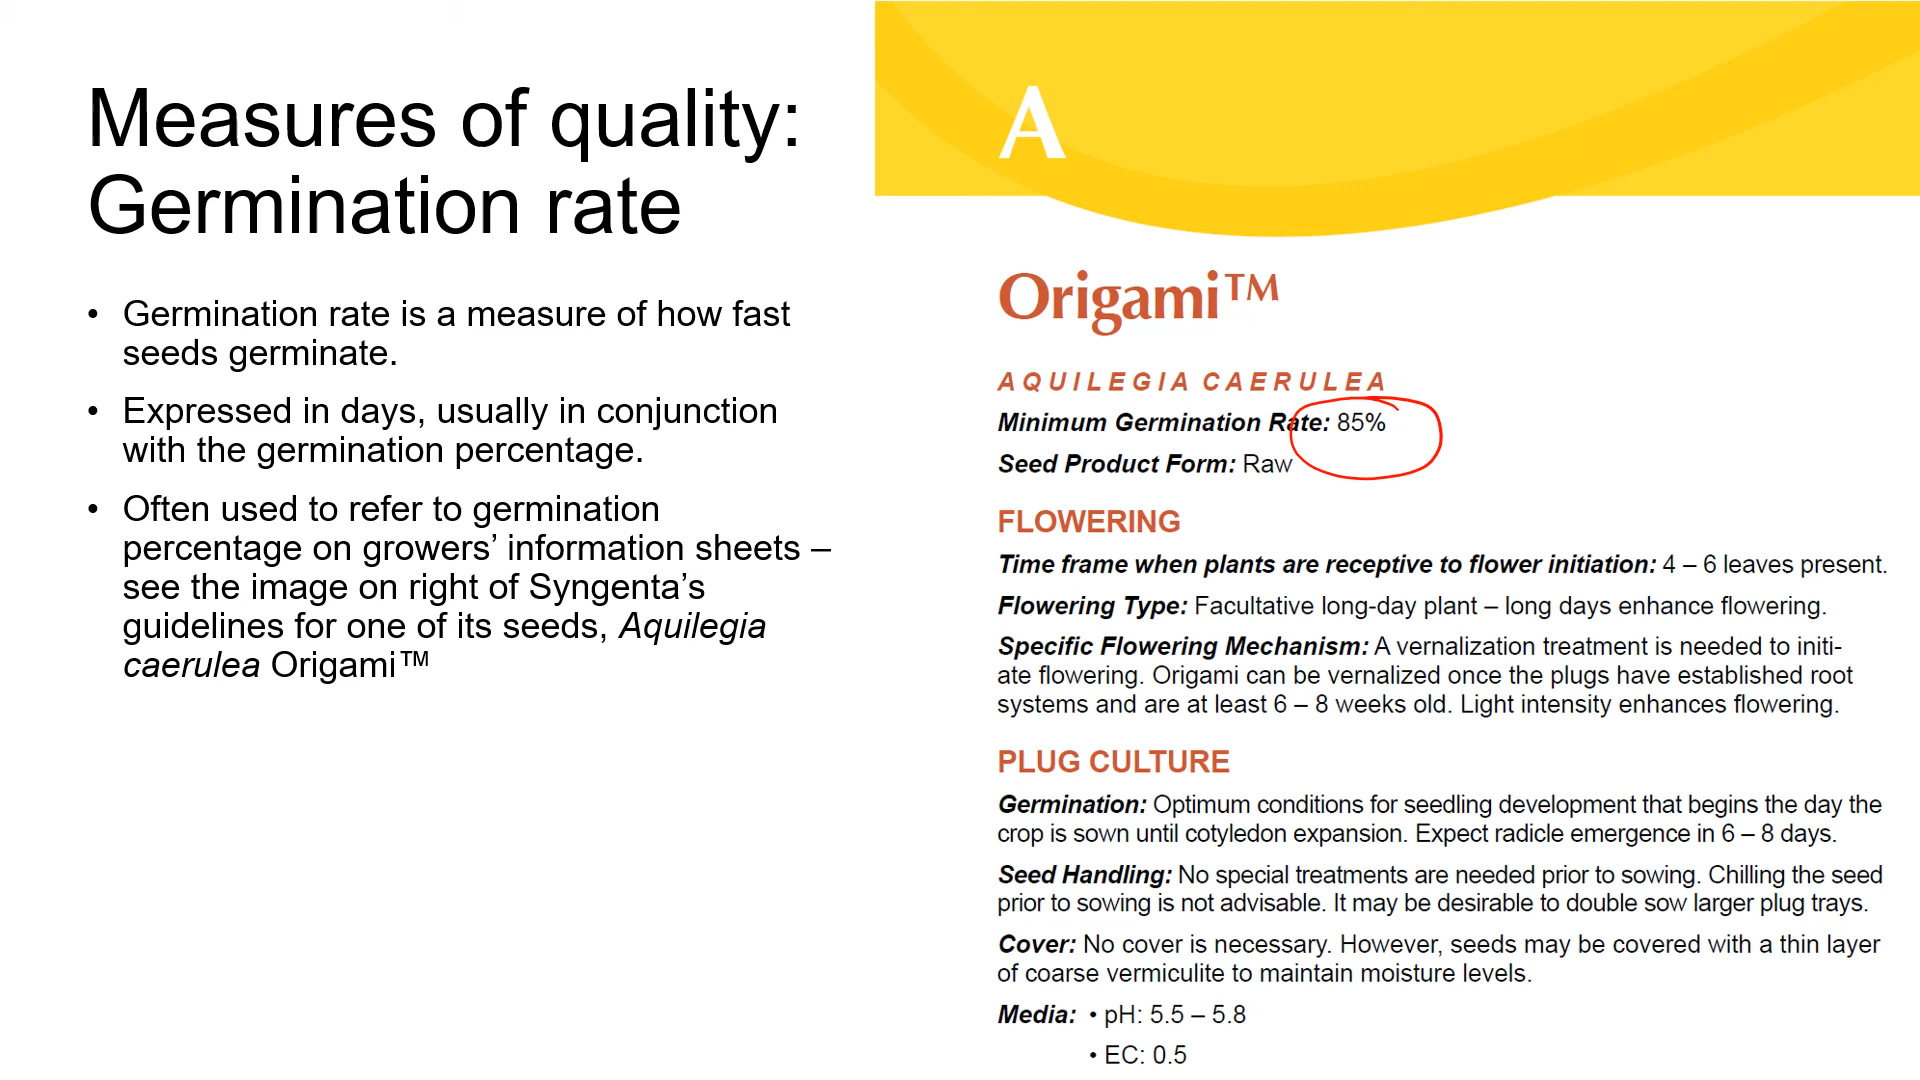 Measures of quality:
Germination rate
• Germination rate is a measure of how fast
seeds germinate.
• Expressed in days, usually in conjunction
with the germination percentage.
• Often used to refer to germination
percentage on growers’ information sheets –
see the image on right of Syngenta’s
guidelines for one of its seeds, Aquilegia
caerulea Origami™
A
Origami™
AQUILEGIA CAERULEA
Minimum Germination Rate: 85%
Seed Product Form: Raw
FLOWERING
Time frame when plants are receptive to flower initiation: 4 – 6 leaves present.
Flowering Type: Facultative long-day plant – long days enhance flowering.
Specific Flowering Mechanism: A vernalization treatment is needed to initi-
ate flowering. Origami can be vernalized once the plugs have established root
systems and are at least 6 – 8 weeks old. Light intensity enhances flowering.
PLUG CULTURE
Germination: Optimum conditions for seedling development that begins the day the
crop is sown until cotyledon expansion. Expect radicle emergence in 6 – 8 days.
Seed Handling: No special treatments are needed prior to sowing. Chilling the seed
prior to sowing is not advisable. It may be desirable to double sow larger plug trays.
Cover: No cover is necessary. However, seeds may be covered with a thin layer
of coarse vermiculite to maintain moisture levels.
Media: • pH: 5.5 – 5.8
• EC: 0.5